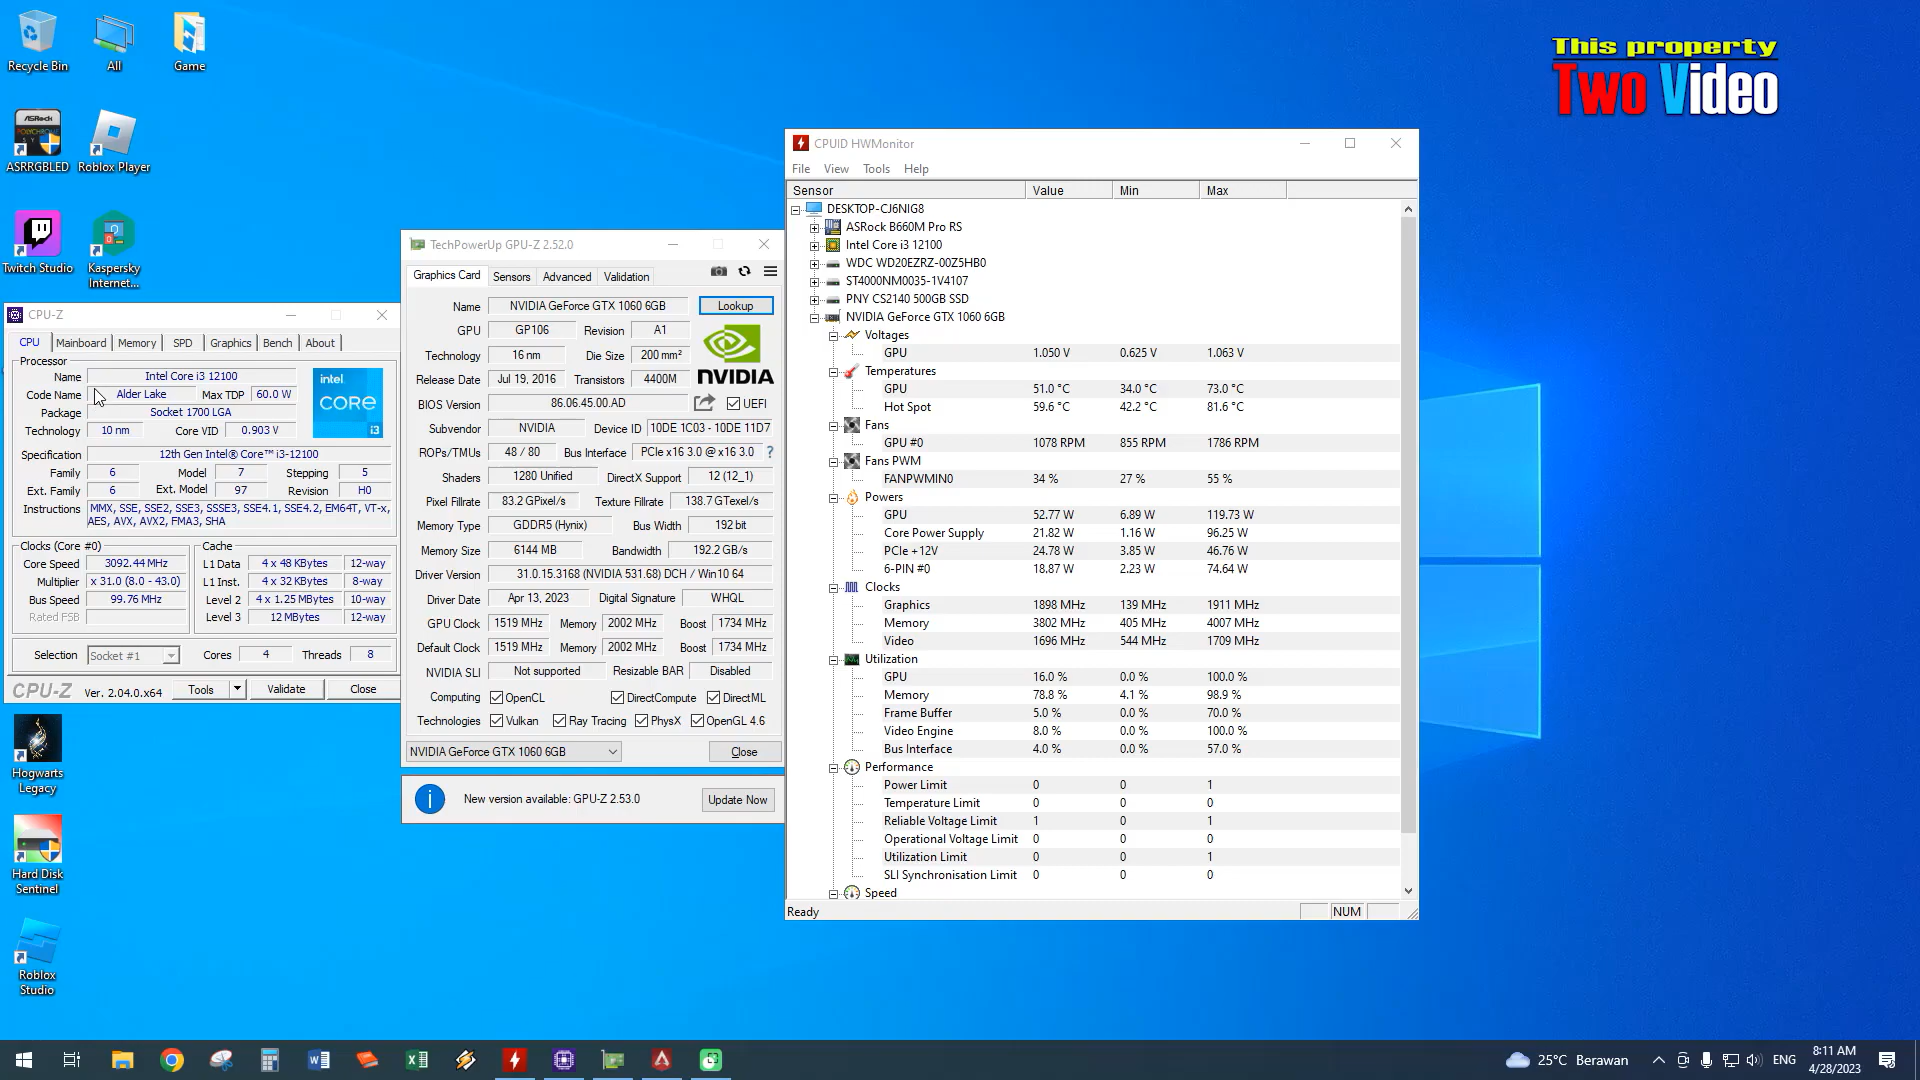 Recycle Bin
All
Game
ASRock
POLYCHROME
ASRRGBLED
Roblox Player
Twitch Studio
Kaspersky
Internet...
This property
Two Video
CPU-Z
CPU
Mainboard
Memory
SPD
Graphics
Bench
About
Processor
Name Intel Core i3 12100
Code Name Alder Lake Max TDP 60.0 W
Package Socket 1700 LGA
Technology 10 nm Core VID 0.903 V
intel
CORE
i3
Specification 12th Gen Intel® Core™ i3-12100
Family 6 Model 7 Stepping 5
Ext. Family 6 Ext. Model 97 Revision H0
Instructions MMX, SSE, SSE2, SSE3, SSSE3, SSE4.1, SSE4.2, EM64T, VT-x,
AES, AVX, AVX2, FMA3, SHA
Clocks (Core #0)
Core Speed 3092.44 MHz
Multiplier x 31.0 (8.0 - 43.0)
Bus Speed 99.76 MHz
Rated FSB
Cache
L1 Data 4 x 48 KBytes 12-way
L1 Inst. 4 x 32 KBytes 8-way
Level 2 4 x 1.25 MBytes 10-way
Level 3 12 MBytes 12-way
Selection Socket #1 Cores 4 Threads 8
CPU-Z Ver. 2.04.0.x64 Tools Validate Close
TechPowerUp GPU-Z 2.52.0
Graphics Card
Sensors
Advanced
Validation
Name NVIDIA GeForce GTX 1060 6GB Lookup
GPU GP106 Revision A1
Technology 16 nm Die Size 200 mm²
Release Date Jul 19, 2016 Transistors 4400M
NVIDIA
BIOS Version 86.06.45.00.AD UEFI
Subvendor NVIDIA Device ID 10DE 1C03 - 10DE 11D7
ROPs/TMUs 48 / 80 Bus Interface PCIe x16 3.0 @ x16 3.0 ?
Shaders 1280 Unified DirectX Support 12 (12_1)
Pixel Fillrate 83.2 GPixel/s Texture Fillrate 138.7 GTexel/s
Memory Type GDDR5 (Hynix) Bus Width 192 bit
Memory Size 6144 MB Bandwidth 192.2 GB/s
Driver Version 31.0.15.3168 (NVIDIA 531.68) DCH / Win10 64
Driver Date Apr 13, 2023 Digital Signature WHQL
GPU Clock 1519 MHz Memory 2002 MHz Boost 1734 MHz
Default Clock 1519 MHz Memory 2002 MHz Boost 1734 MHz
NVIDIA SLI Not supported Resizable BAR Disabled
Computing OpenCL DirectCompute DirectML
Technologies Vulkan Ray Tracing PhysX OpenGL 4.6
NVIDIA GeForce GTX 1060 6GB Close
New version available: GPU-Z 2.53.0 Update Now
CPUID HWMonitor
File View Tools Help
Sensor Value Min Max
DESKTOP-CJ6NIG8
ASRock B660M Pro RS
Intel Core i3 12100
WDC WD20EZRZ-00Z5HB0
ST4000NM0035-1V4107
PNY CS2140 500GB SSD
NVIDIA GeForce GTX 1060 6GB
Voltages
GPU 1.050 V 0.625 V 1.063 V
Temperatures
GPU 51.0 °C 34.0 °C 73.0 °C
Hot Spot 59.6 °C 42.2 °C 81.6 °C
Fans
GPU #0 1078 RPM 855 RPM 1786 RPM
Fans PWM
FANPWMIN0 34 % 27 % 55 %
Powers
GPU 52.77 W 6.89 W 119.73 W
Core Power Supply 21.82 W 1.16 W 96.25 W
PCIe +12V 24.78 W 3.85 W 46.76 W
6-PIN #0 18.87 W 2.23 W 74.64 W
Clocks
Graphics 1898 MHz 139 MHz 1911 MHz
Memory 3802 MHz 405 MHz 4007 MHz
Video 1696 MHz 544 MHz 1709 MHz
Utilization
GPU 16.0 % 0.0 % 100.0 %
Memory 78.8 % 4.1 % 98.9 %
Frame Buffer 5.0 % 0.0 % 70.0 %
Video Engine 8.0 % 0.0 % 100.0 %
Bus Interface 4.0 % 0.0 % 57.0 %
Performance
Power Limit 0 0 1
Temperature Limit 0 0 0
Reliable Voltage Limit 1 0 1
Operational Voltage Limit 0 0 0
Utilization Limit 0 0 1
SLI Synchronisation Limit 0 0 0
Speed
Ready NUM
Hogwarts
Legacy
Hard Disk
Sentinel
Roblox
Studio
25°C Berawan
ENG
8:11 AM
4/28/2023